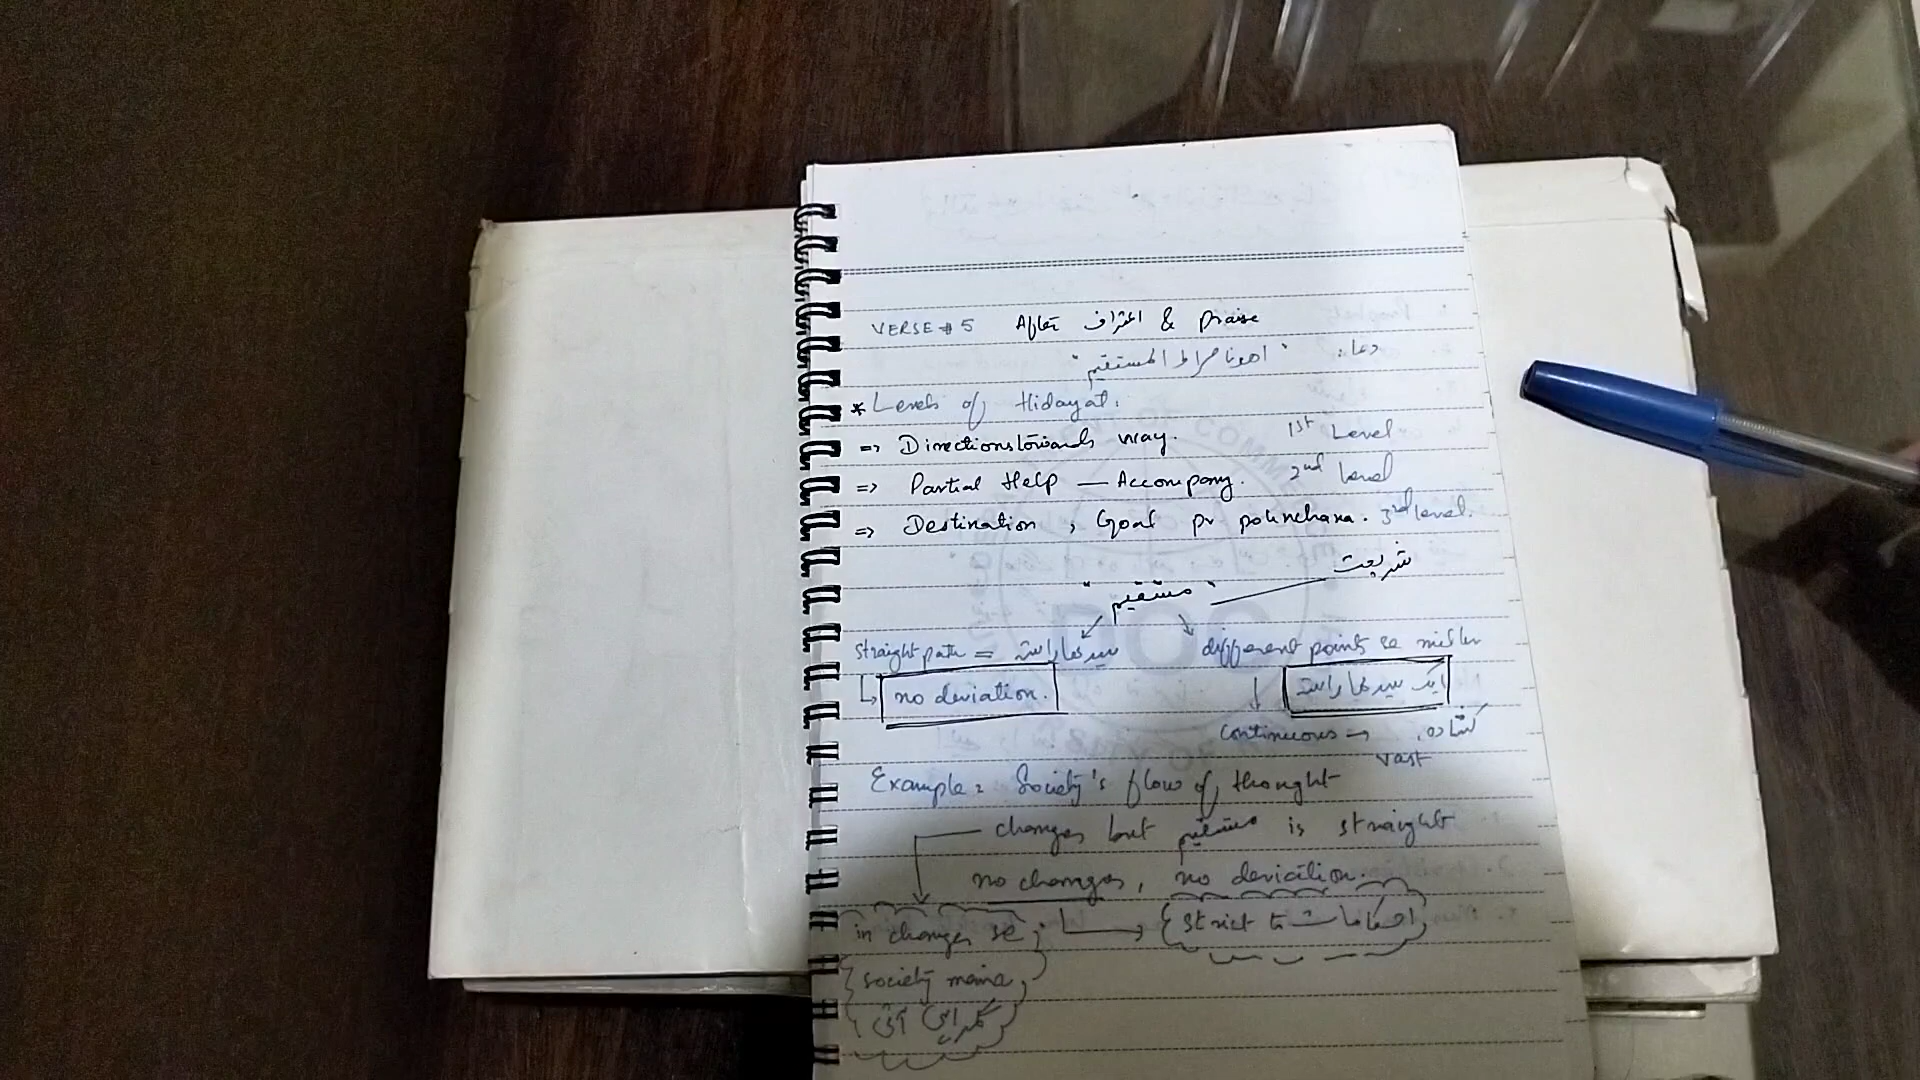 VERSE # 5 After اعتراف & praise
دعا: "اهدنا صراط المستقیم"
* Levels of Hidayat:
=> Directions towards way. 1st Level
=> Partial Help — Accompany. 2nd Level
=> Destination, Goal pr pohnchana. 3rd level.
شریعت
"مستقیم"
straight path = سیدھا راستہ different points se
no deviation. ایک سیدھا راستہ
continuous → کشادہ.
vast
Example: Society's flow of thought
changes but مستقیم is straight
no changes, no deviation.
in changes se strict to احکامات
society
گمراہی آئی